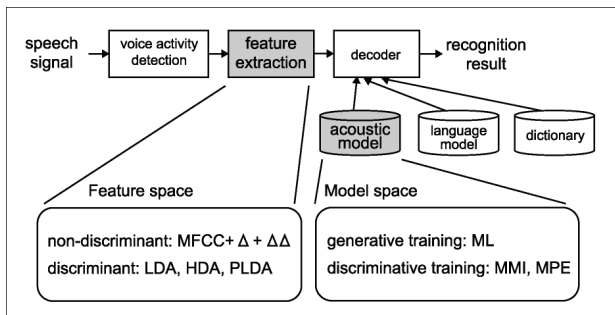 speech
signal
voice activity
detection
feature
extraction
decoder
recognition
result
acoustic
model
language
model
dictionary
Feature space
Model space
non-discriminant: MFCC+ Δ + ΔΔ
discriminant: LDA, HDA, PLDA
generative training: ML
discriminative training: MMI, MPE